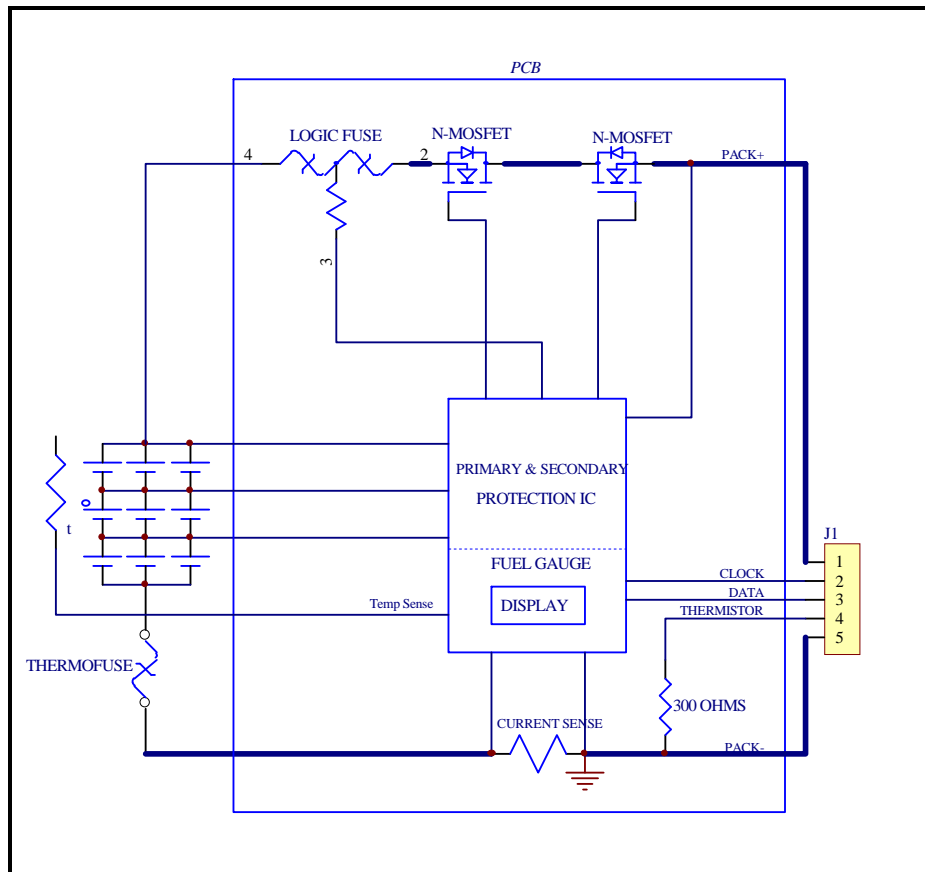 PCB
LOGIC FUSE
N-MOSFET
N-MOSFET
4
2
PACK+
3
PRIMARY & SECONDARY
PROTECTION IC
t
o
J1
FUEL GAUGE
1
CLOCK
2
DATA
3
DISPLAY
Temp Sense
THERMISTOR
4
5
THERMOFUSE
300 OHMS
CURRENT SENSE
PACK-